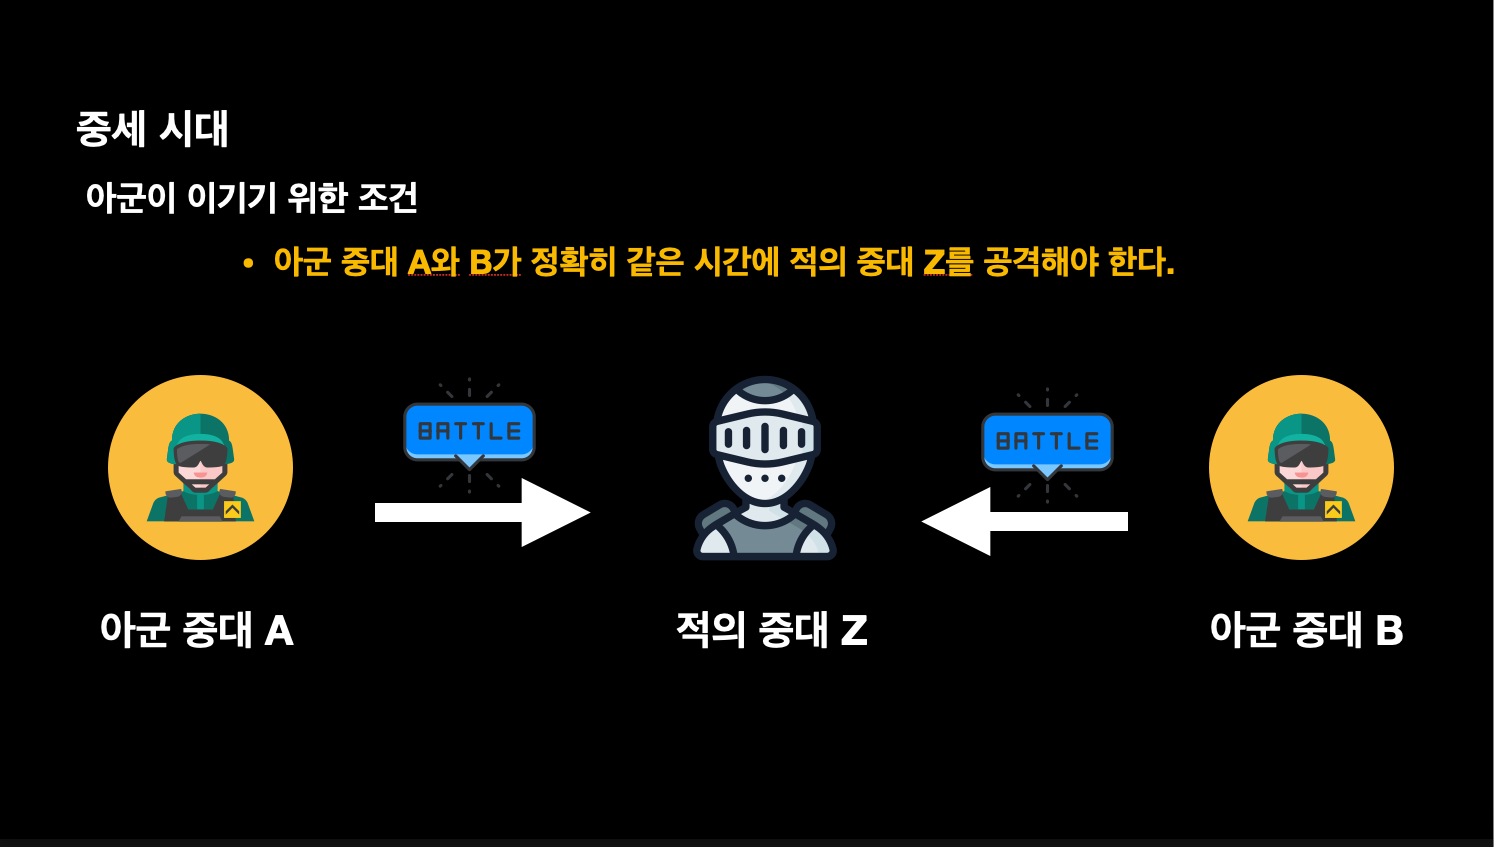 중세 시대
아군이 이기기 위한 조건
• 아군 중대 A와 B가 정확히 같은 시간에 적의 중대 Z를 공격해야 한다.
BATTLE
BATTLE
아군 중대 A
적의 중대 Z
아군 중대 B